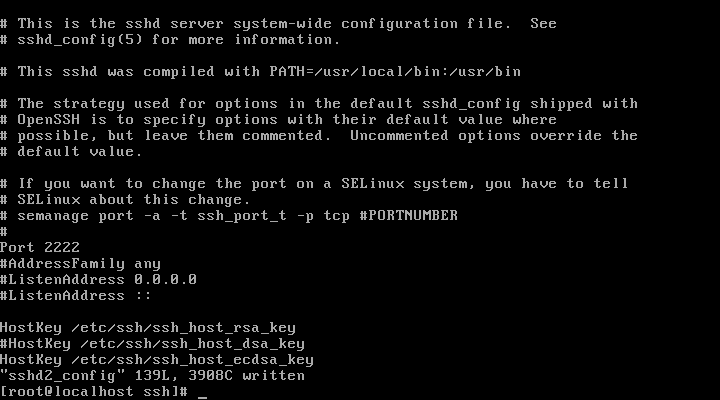 # This is the sshd server system-wide configuration file.  See
# sshd_config(5) for more information.
# This sshd was compiled with PATH=/usr/local/bin:/usr/bin
# The strategy used for options in the default sshd_config shipped with
# OpenSSH is to specify options with their default value where
# possible, but leave them commented.  Uncommented options override the
# default value.
# If you want to change the port on a SELinux system, you have to tell
# SELinux about this change.
# semanage port -a -t ssh_port_t -p tcp #PORTNUMBER
#
Port 2222
#AddressFamily any
#ListenAddress 0.0.0.0
#ListenAddress ::
HostKey /etc/ssh/ssh_host_rsa_key
#HostKey /etc/ssh/ssh_host_dsa_key
HostKey /etc/ssh/ssh_host_ecdsa_key
"sshd2_config" 139L, 3908C written
[root@localhost ssh]# _